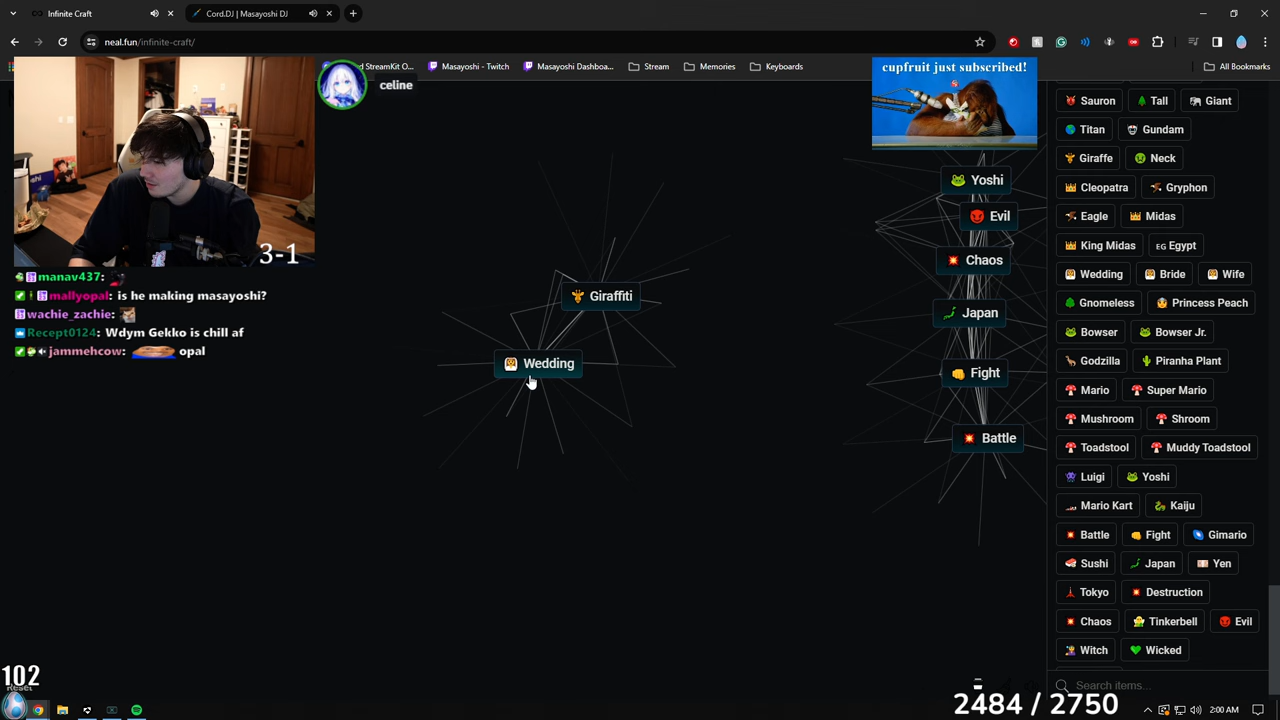 Infinite Craft
Cord.DJ | Masayoshi DJ
neal.fun/infinite-craft/
d StreamKit O...
Masayoshi - Twitch
Masayoshi Dashboa...
Stream
Memories
Keyboards
All Bookmarks
celine
cupfruit just subscribed!
3-1
manav437:
mallyopal: is he making masayoshi?
wachie_zachie:
Recept0124: Wdym Gekko is chill af
jammehcow: opal
Giraffiti
Wedding
Yoshi
Evil
Chaos
Japan
Fight
Battle
Sauron Tall Giant
Titan Gundam
Giraffe Neck
Cleopatra Gryphon
Eagle Midas
King Midas EG Egypt
Wedding Bride Wife
Gnomeless Princess Peach
Bowser Bowser Jr.
Godzilla Piranha Plant
Mario Super Mario
Mushroom Shroom
Toadstool Muddy Toadstool
Luigi Yoshi
Mario Kart Kaiju
Battle Fight Gimario
Sushi Japan Yen
Tokyo Destruction
Chaos Tinkerbell Evil
Witch Wicked
Search items...
102
Reset
2484 / 2750
2:00 AM